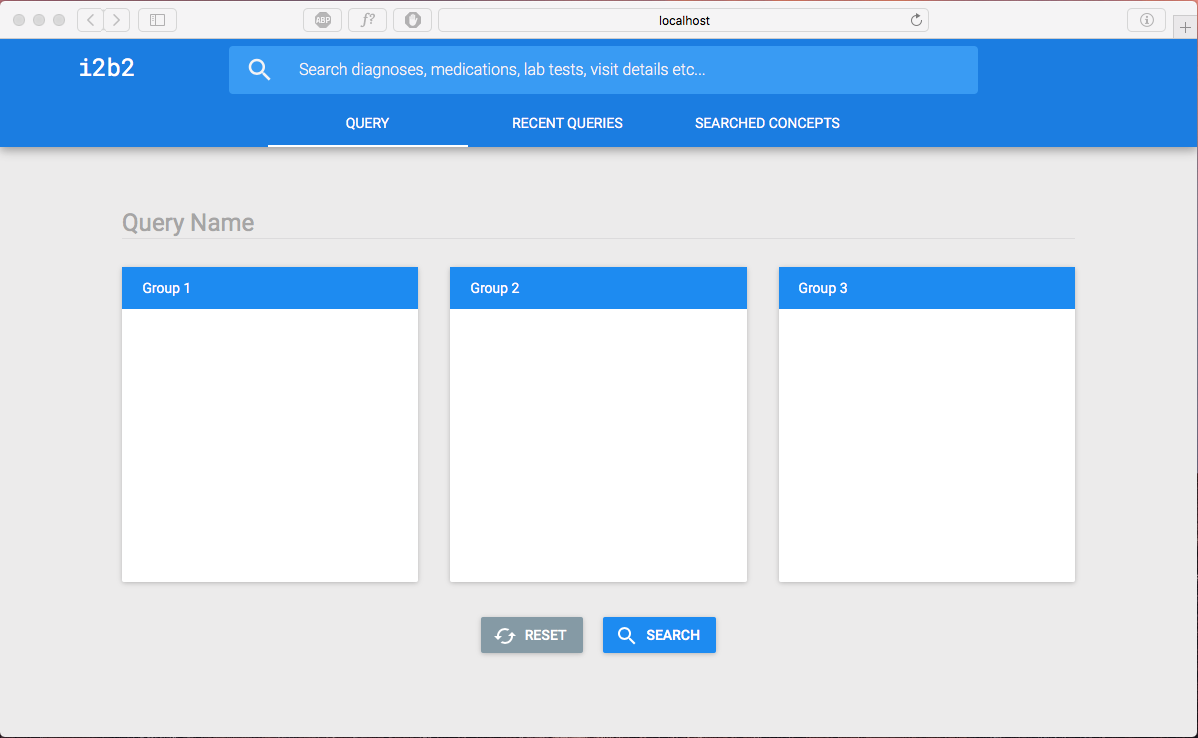 ABP
f?
localhost
i2b2
Search diagnoses, medications, lab tests, visit details etc...
QUERY
RECENT QUERIES
SEARCHED CONCEPTS
Query Name
Group 1
Group 2
Group 3
RESET
SEARCH